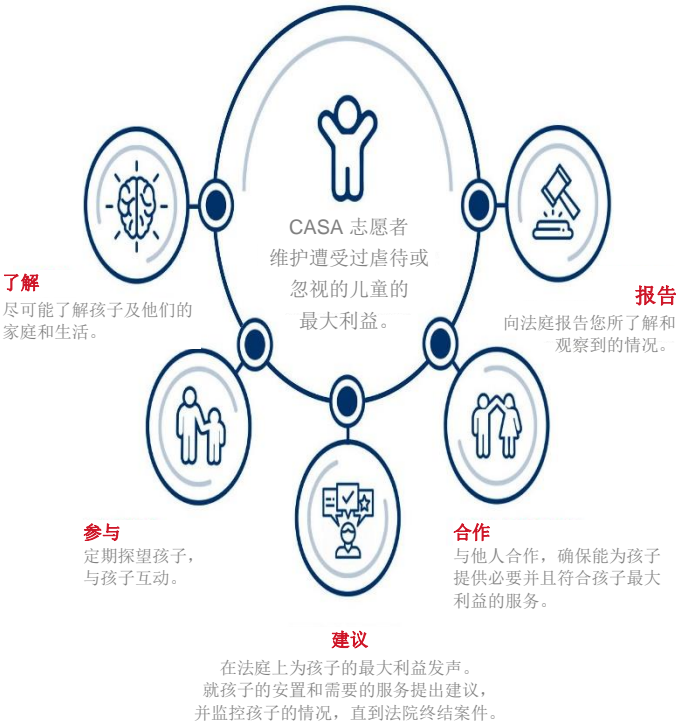 CASA 志愿者
维护遭受过虐待或
忽视的儿童的
最大利益。
了解
尽可能了解孩子及他们的
家庭和生活。
报告
向法庭报告您所了解和
观察到的情况。
参与
定期探望孩子，
与孩子互动。
合作
与他人合作，确保能为孩子
提供必要并且符合孩子最大
利益的服务。
建议
在法庭上为孩子的最大利益发声。
就孩子的安置和需要的服务提出建议，
并监控孩子的情况，直到法院终结案件。